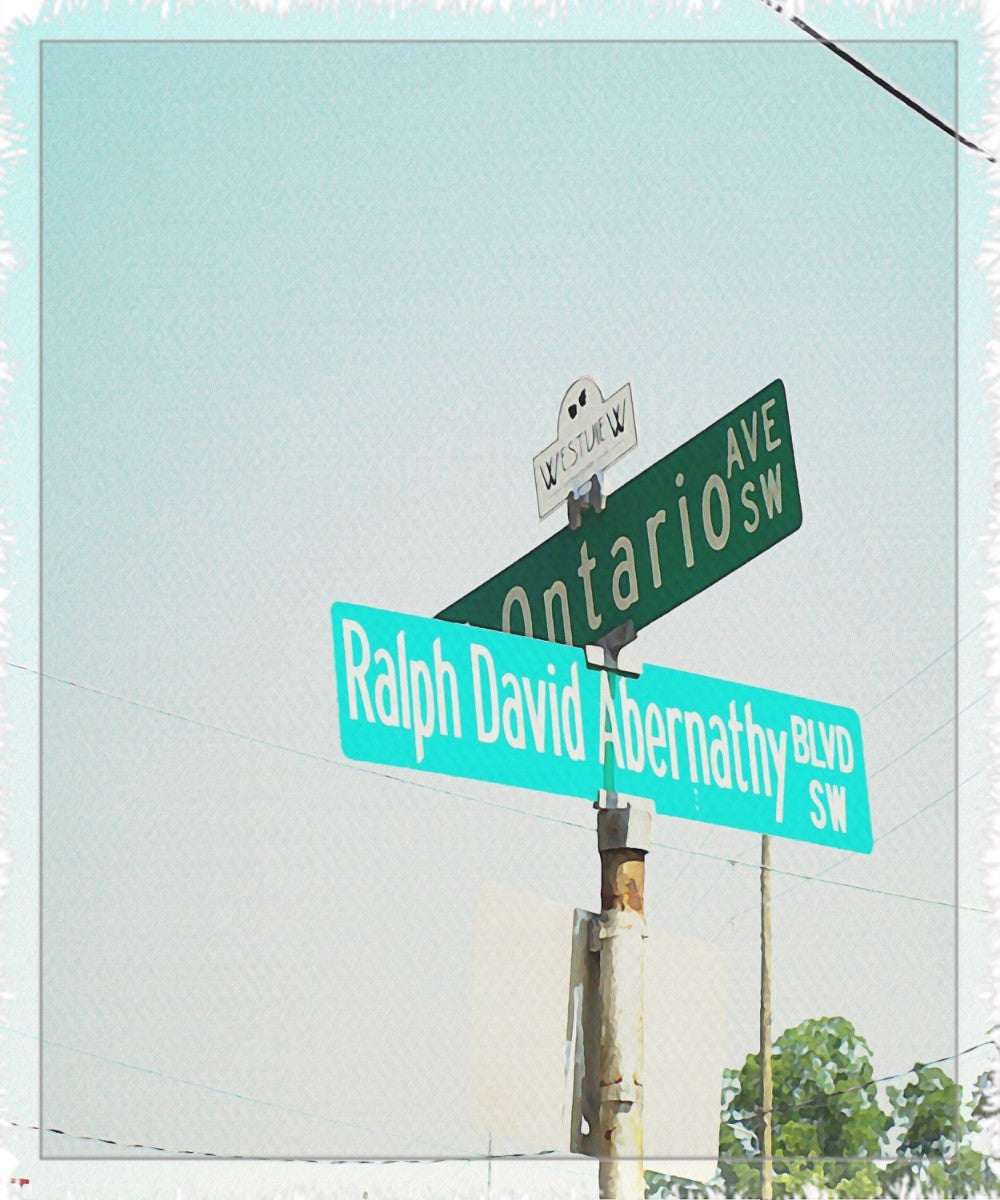 WESTVIEW
Ontario AVE SW
Ralph David Abernathy BLVD SW